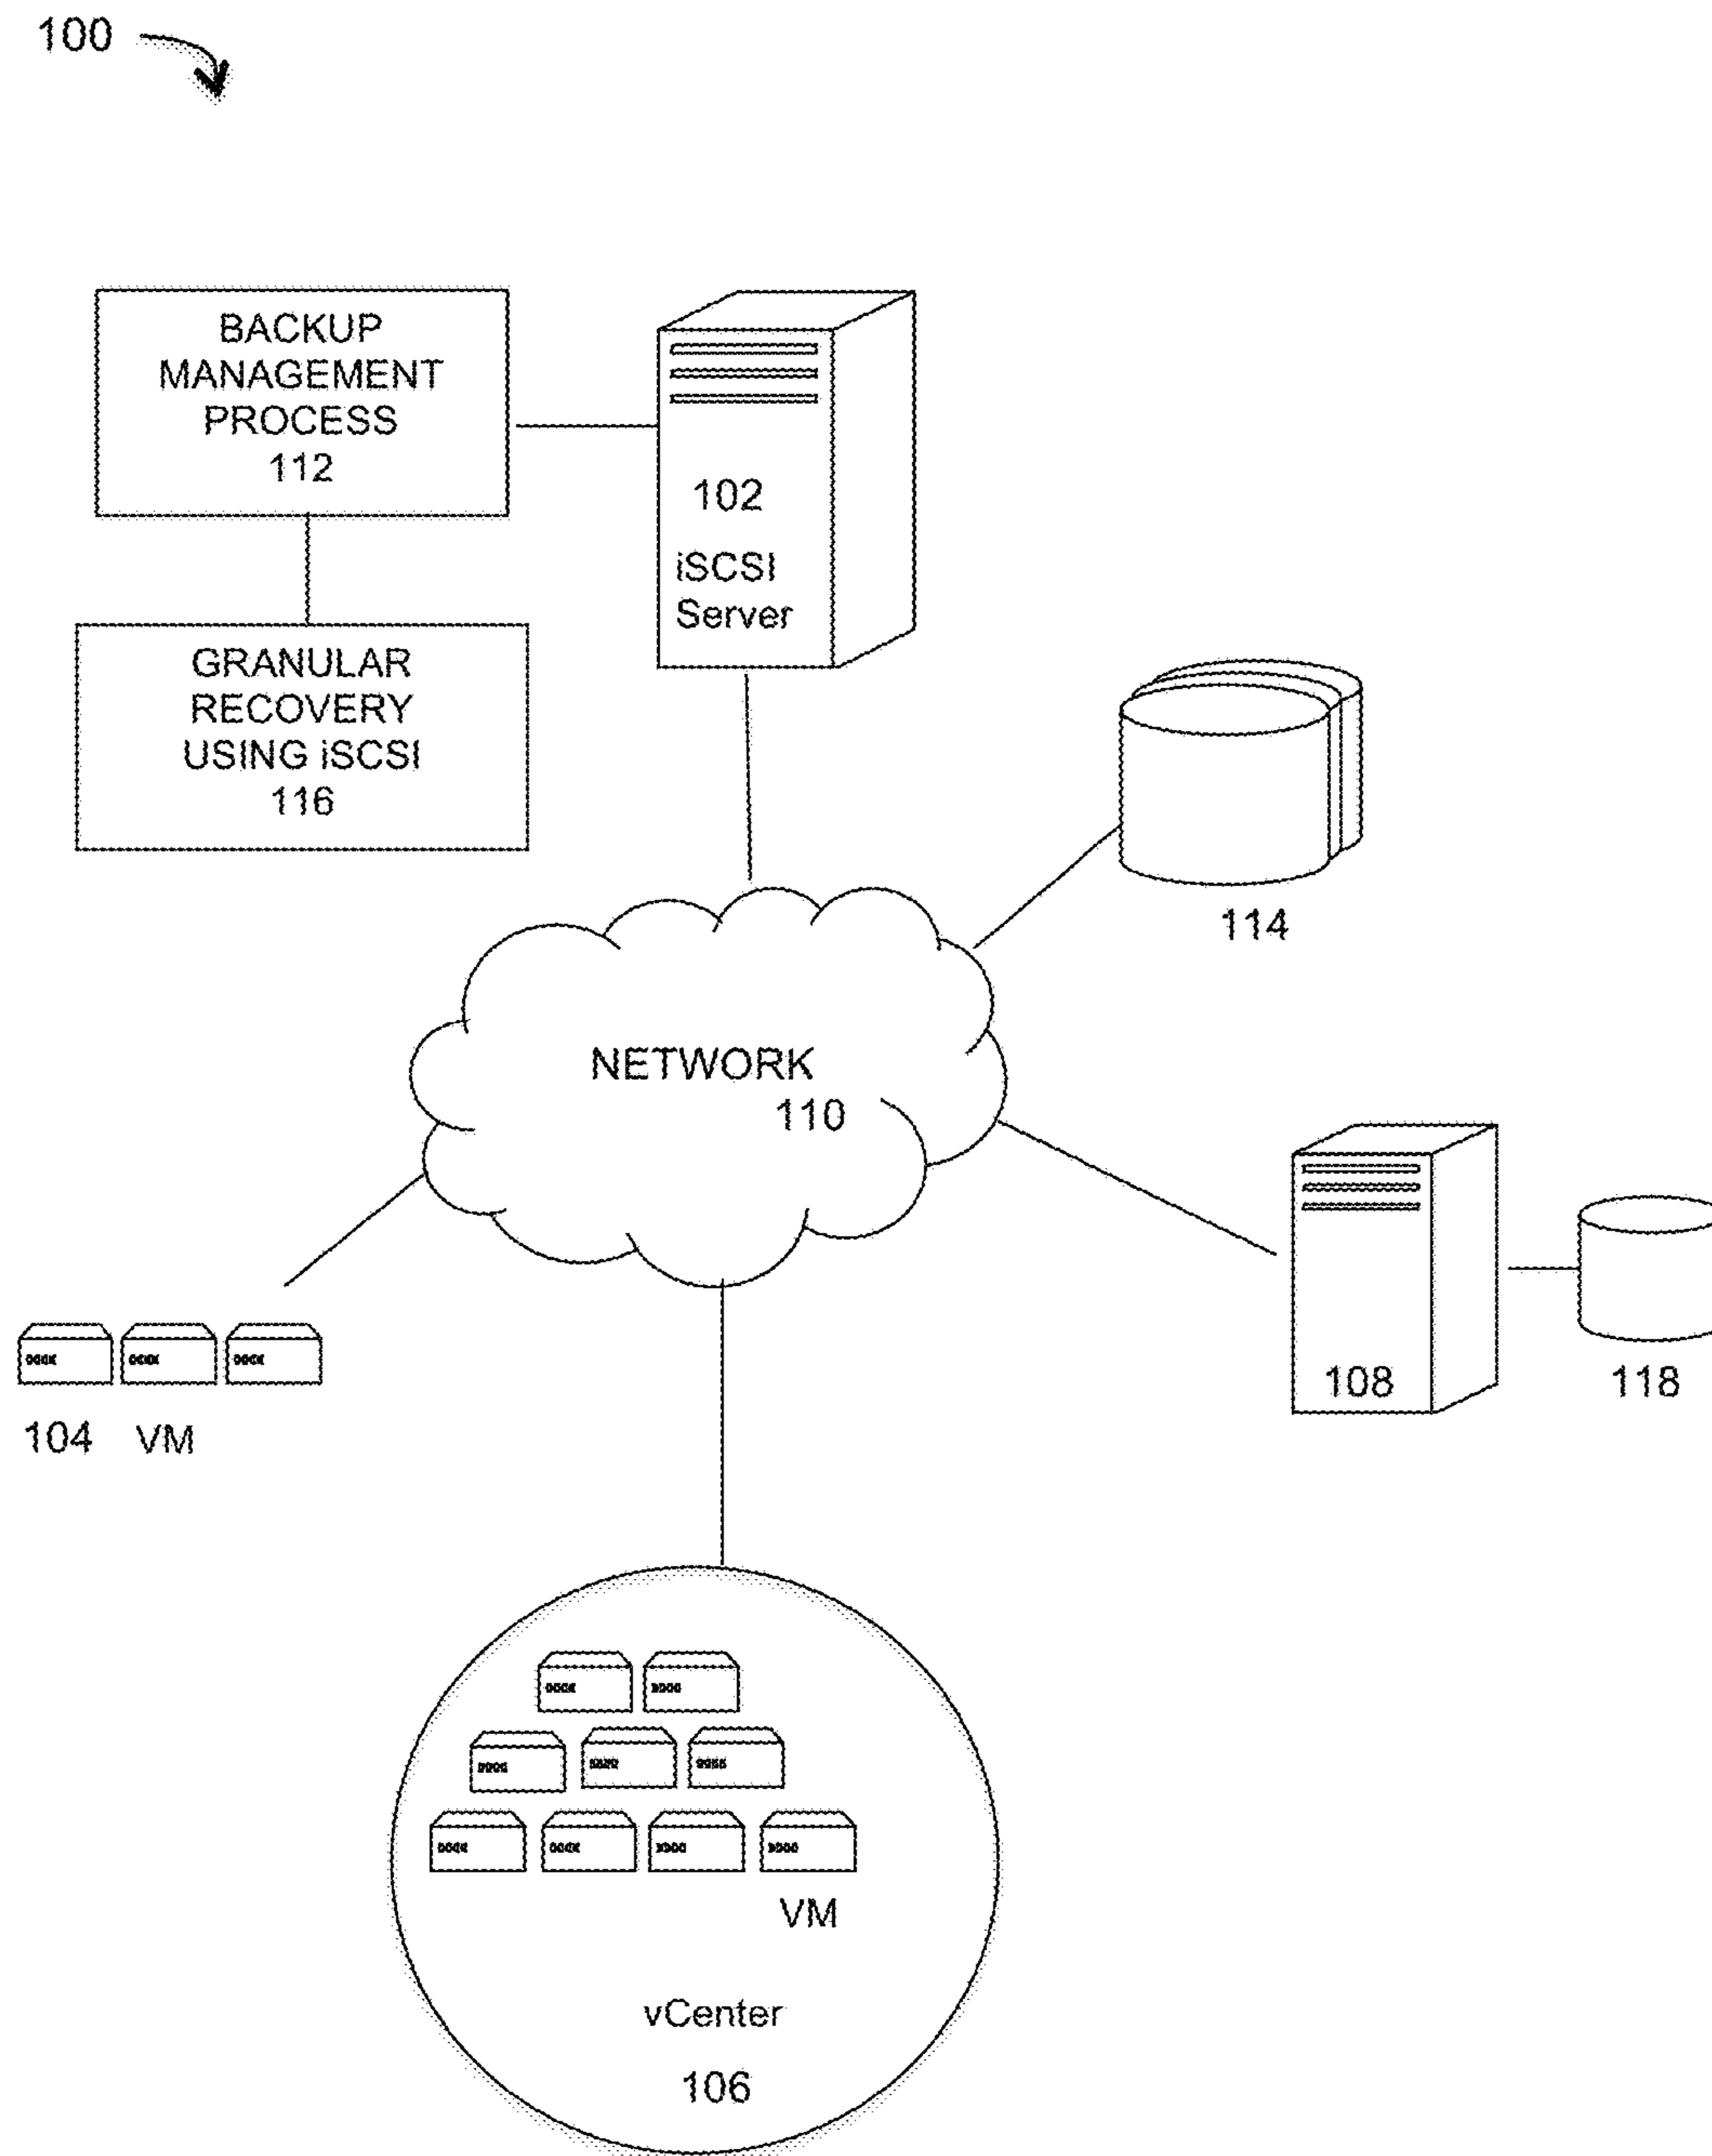 100
BACKUP
MANAGEMENT
PROCESS
112
102
iSCSI
Server
GRANULAR
RECOVERY
USING iSCSI
116
114
NETWORK
110
108
118
104 VM
VM
vCenter
106